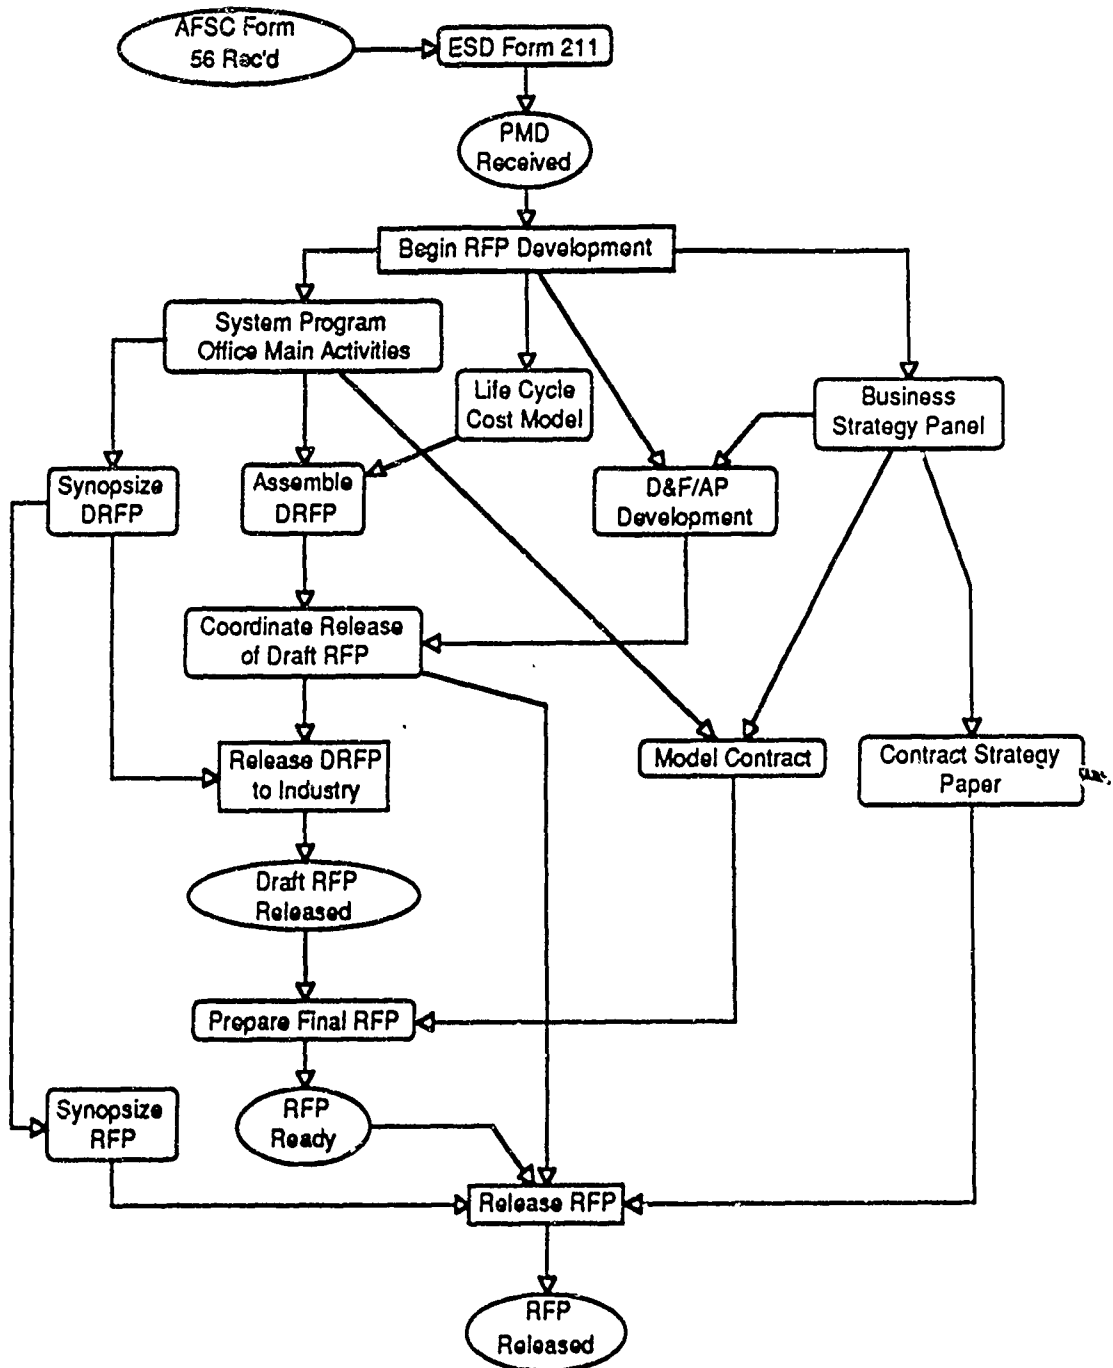 AFSC Form
56 Rec'd
ESD Form 211
PMD
Received
Begin RFP Development
System Program
Office Main Activities
Life Cycle
Cost Model
Business
Strategy Panel
Synopsize
DRFP
Assemble
DRFP
D&F/AP
Development
Coordinate Release
of Draft RFP
Release DRFP
to Industry
Model Contract
Contract Strategy
Paper
Draft RFP
Released
Prepare Final RFP
Synopsize
RFP
RFP
Ready
Release RFP
RFP
Released